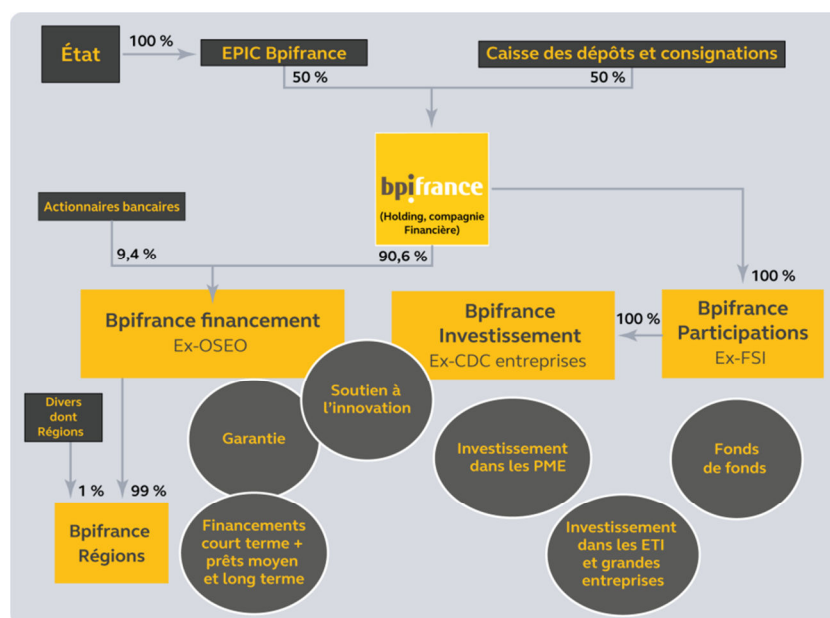 État
100 %
EPIC Bpifrance
Caisse des dépôts et consignations
50 %
50 %
bpifrance
(Holding, compagnie
Financière)
Actionnaires bancaires
9,4 %
90,6 %
100 %
Bpifrance financement
Ex-OSEO
Bpifrance
Investissement
Ex-CDC entreprises
100 %
Bpifrance
Participations
Ex-FSI
Divers
dont
Régions
Garantie
Soutien à
l’innovation
Investissement
dans les PME
Fonds
de fonds
1 %
99 %
Bpifrance
Régions
Financements
court terme +
prêts moyen
et long terme
Investissement
dans les ETI
et grandes
entreprises